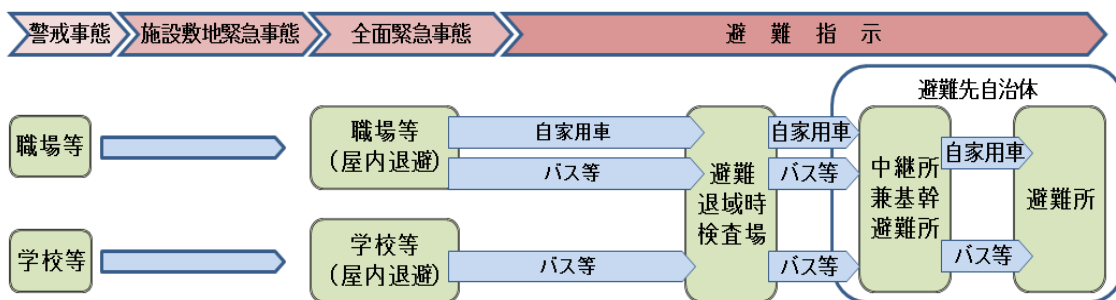 警戒事態
施設敷地緊急事態
全面緊急事態
避難指示
避難先自治体
職場等
職場等
(屋内退避)
自家用車
バス等
避難
退域時
検査場
自家用車
バス等
中継所
兼基幹
避難所
自家用車
避難所
学校等
学校等
(屋内退避)
バス等
バス等
バス等